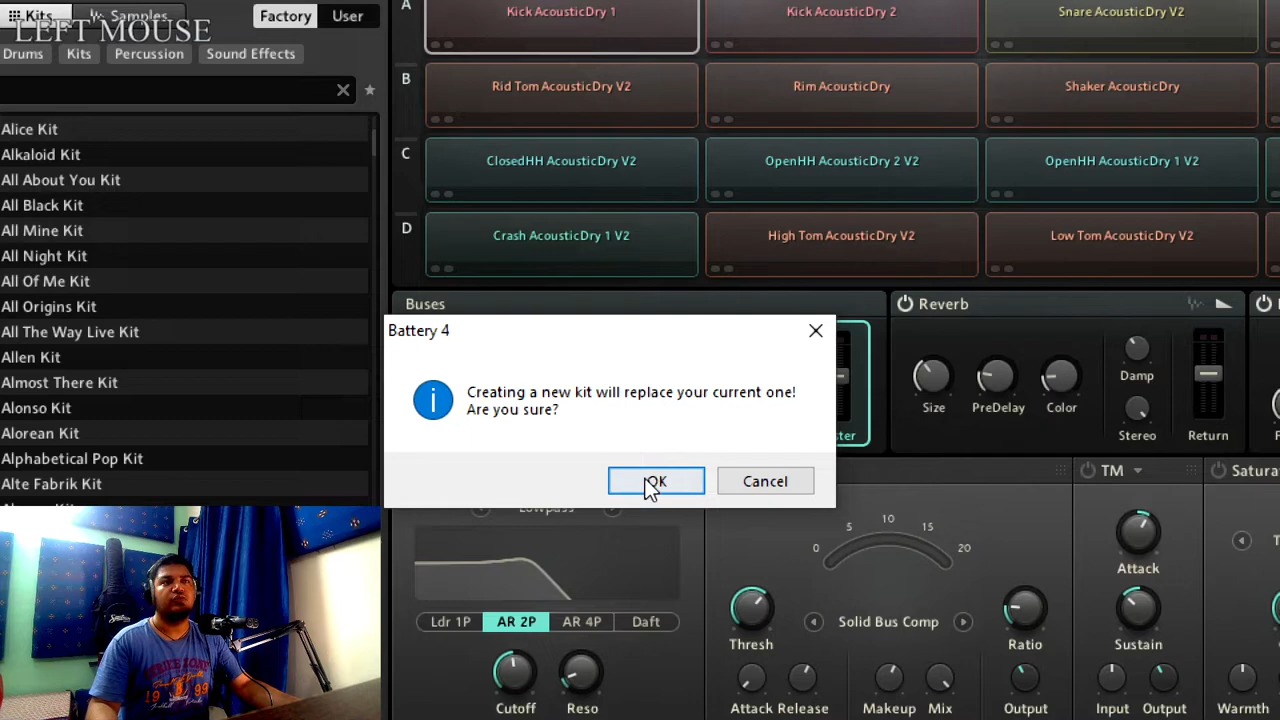 Kits
Samples
Factory
User
LEFT MOUSE
Drums
Kits
Percussion
Sound Effects
Alice Kit
Alkaloid Kit
All About You Kit
All Black Kit
All Mine Kit
All Night Kit
All Of Me Kit
All Origins Kit
All The Way Live Kit
Allen Kit
Almost There Kit
Alonso Kit
Alorean Kit
Alphabetical Pop Kit
Alte Fabrik Kit
A
Kick AcousticDry 1
Kick AcousticDry 2
Snare AcousticDry V2
B
Rid Tom AcousticDry V2
Rim AcousticDry
Shaker AcousticDry
C
ClosedHH AcousticDry V2
OpenHH AcousticDry 2 V2
OpenHH AcousticDry 1 V2
D
Crash AcousticDry 1 V2
High Tom AcousticDry V2
Low Tom AcousticDry V2
Buses
Reverb
Size
PreDelay
Color
Damp
Stereo
Return
Battery 4
Creating a new kit will replace your current one!
Are you sure?
OK
Cancel
Lowpass
Ldr 1P
AR 2P
AR 4P
Daft
Cutoff
Reso
0
5
10
15
20
Thresh
Solid Bus Comp
Ratio
Attack
Release
Makeup
Mix
Output
TM
Attack
Sustain
Input
Output
Warmth
19
99